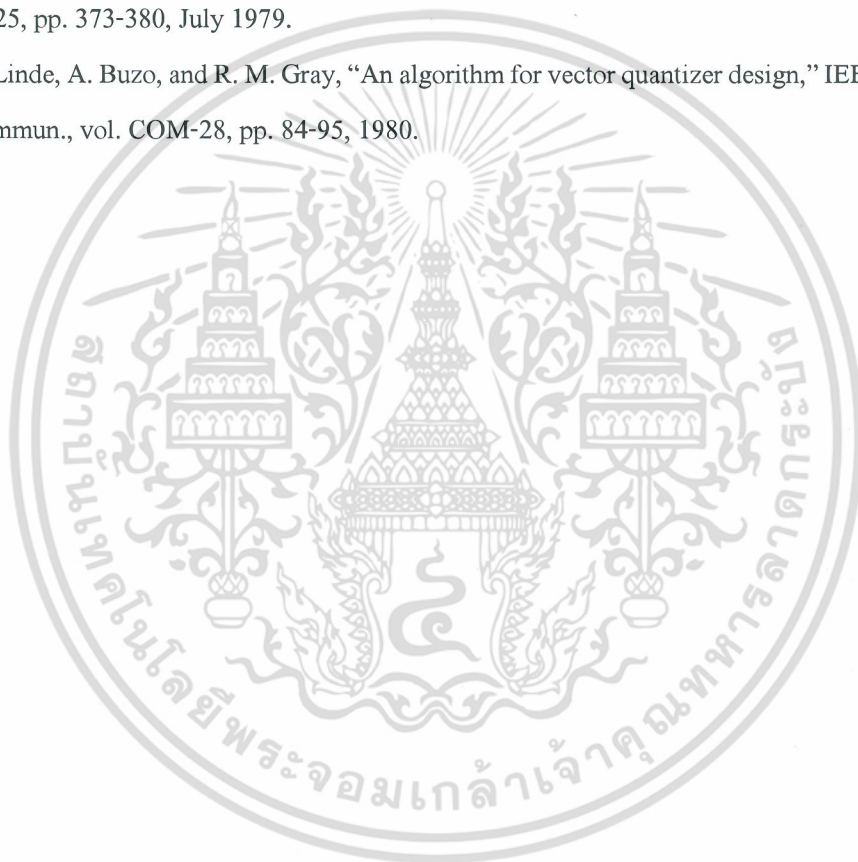 25, pp. 373-380, July 1979.
Linde, A. Buzo, and R. M. Gray, “An algorithm for vector quantizer design,” IEE
mmun., vol. COM-28, pp. 84-95, 1980.
สถาบันเทคโนโลยีพระจอมเกล้าเจ้าคุณทหารลาดกระบัง